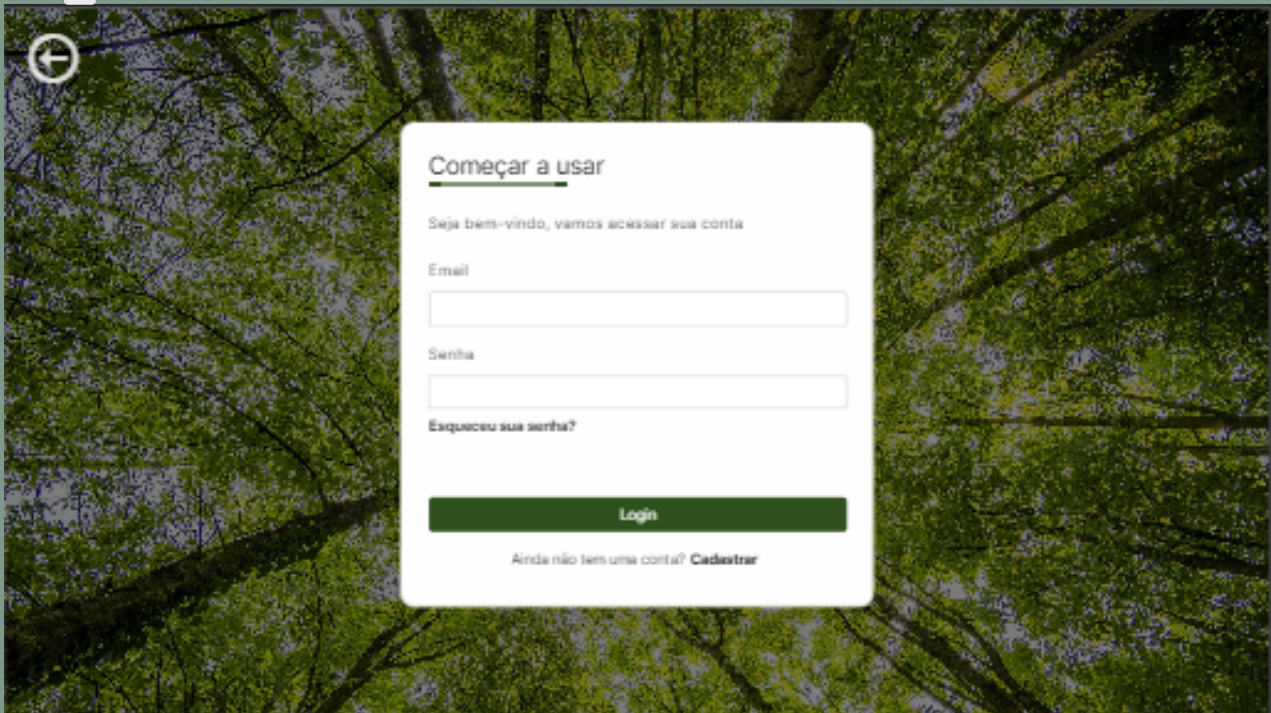 Começar a usar
Seja bem-vindo, vamos acessar sua conta
Email
Senha
Esqueceu sua senha?
Login
Ainda não tem uma conta? Cadastrar